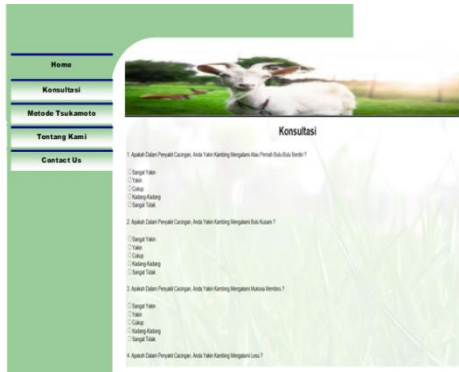 Home
Konsultasi
Metode Tsukamoto
Tentang Kami
Contact Us
Konsultasi
1. Apakah Dalam Penyakit Cacingan, Anda Yakin Kambing Mengalami Atau Pernah Bulu Bulu Berdiri ?
Sangat Yakin
Yakin
Cukup
Kadang-Kadang
Sangat Tidak
2. Apakah Dalam Penyakit Cacingan, Anda Yakin Kambing Mengalami Bulu Kusam ?
Sangat Yakin
Yakin
Cukup
Kadang-Kadang
Sangat Tidak
3. Apakah Dalam Penyakit Cacingan, Anda Yakin Kambing Mengalami Mukosa Membiru ?
Sangat Yakin
Yakin
Cukup
Kadang-Kadang
Sangat Tidak
4. Apakah Dalam Penyakit Cacingan, Anda Yakin Kambing Mengalami Lesu ?